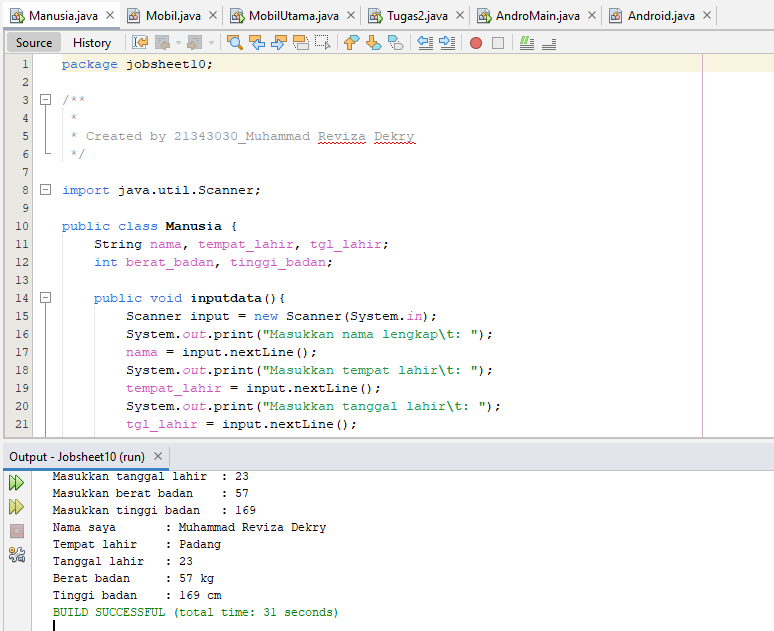 Manusia.java Mobil.java MobilUtama.java Tugas2.java AndroMain.java Android.java
Source History
1 package jobsheet10;
2
3 /**
4 *
5 * Created by 21343030_Muhammad Reviza Dekry
6 */
7
8 import java.util.Scanner;
9
10 public class Manusia {
11 String nama, tempat_lahir, tgl_lahir;
12 int berat_badan, tinggi_badan;
13
14 public void inputdata(){
15 Scanner input = new Scanner(System.in);
16 System.out.print("Masukkan nama lengkap\t: ");
17 nama = input.nextLine();
18 System.out.print("Masukkan tempat lahir\t: ");
19 tempat_lahir = input.nextLine();
20 System.out.print("Masukkan tanggal lahir\t: ");
21 tgl_lahir = input.nextLine();
Output - Jobsheet10 (run)
Masukkan tanggal lahir : 23
Masukkan berat badan : 57
Masukkan tinggi badan : 169
Nama saya : Muhammad Reviza Dekry
Tempat lahir : Padang
Tanggal lahir : 23
Berat badan : 57 kg
Tinggi badan : 169 cm
BUILD SUCCESSFUL (total time: 31 seconds)